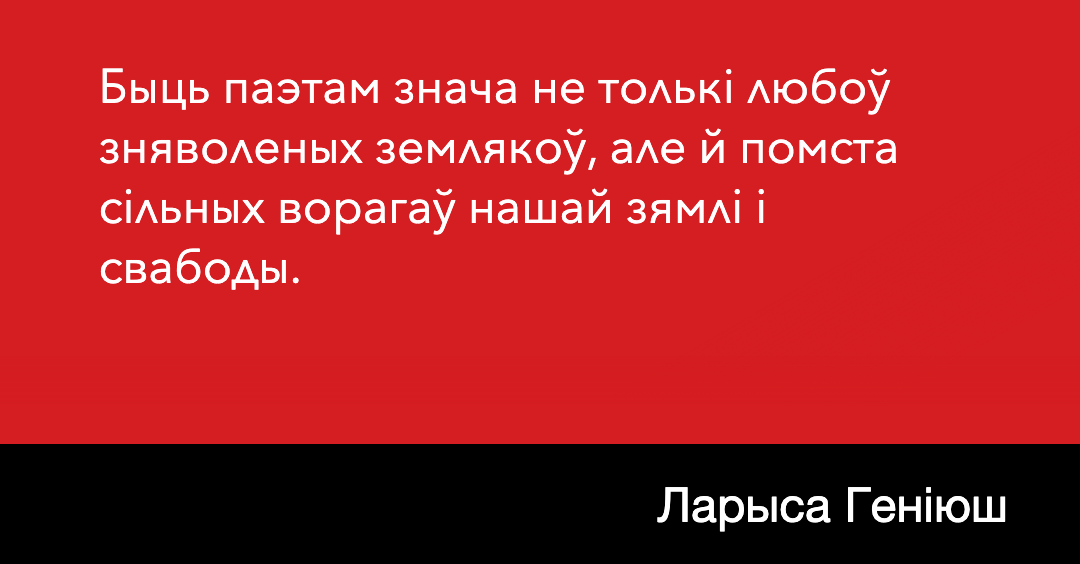 Быць паэтам знача не толькі любоў
зняволеных землякоў, але й помста
сільных ворагаў нашай зямлі і
свабоды.
Ларыса Геніюш